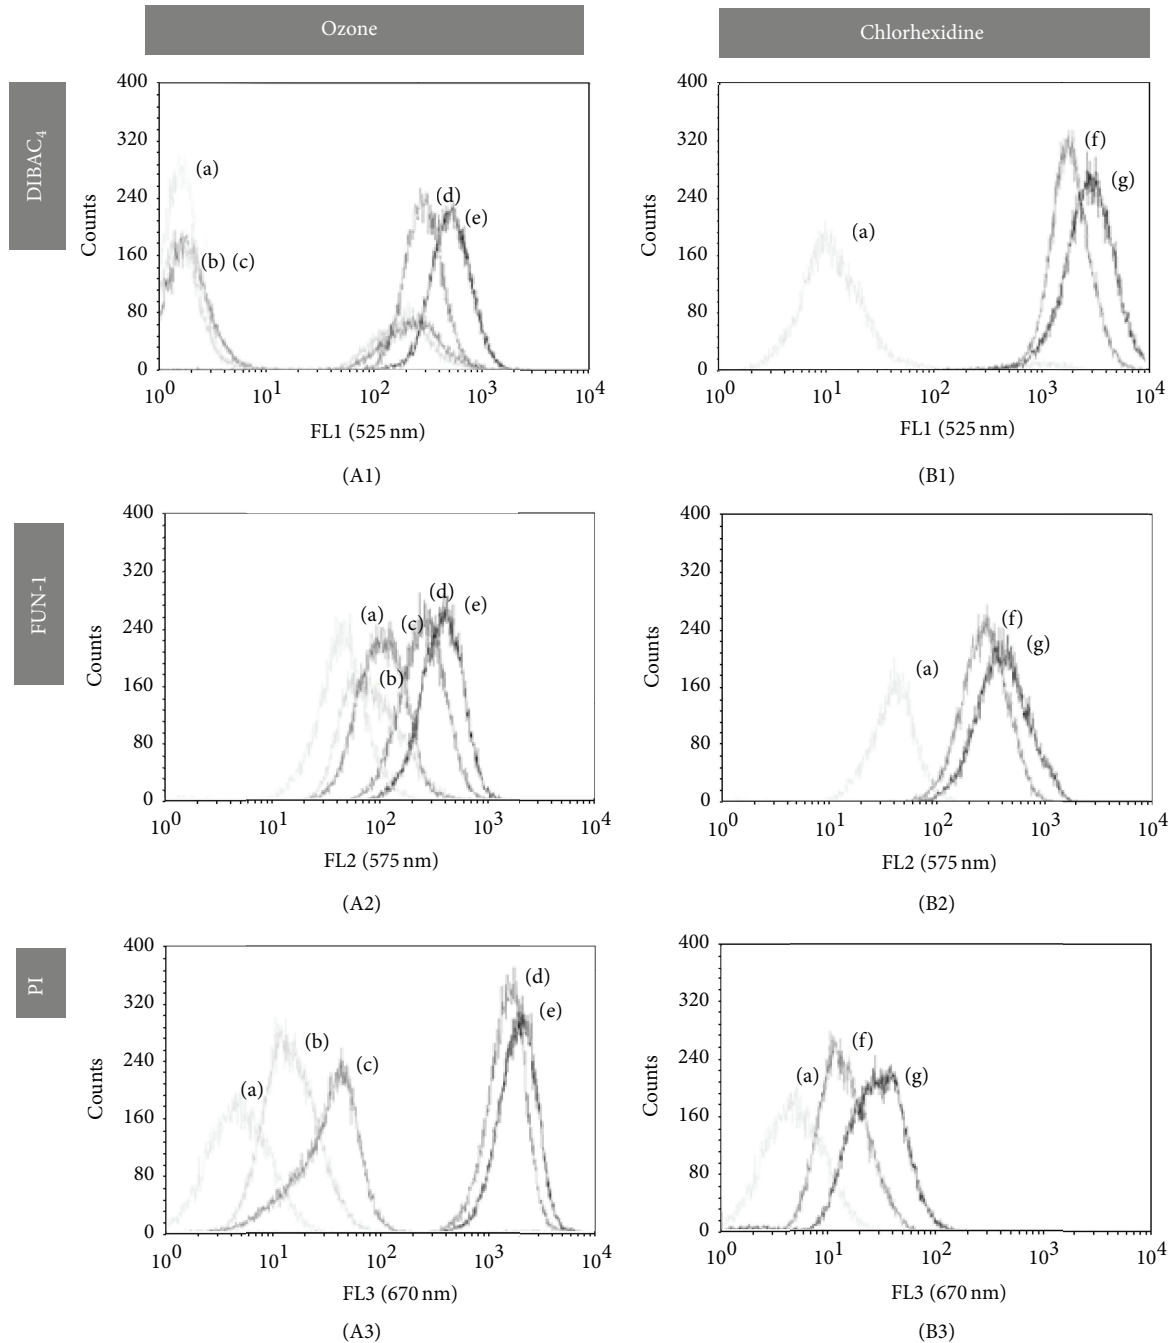 Ozone
Chlorhexidine
DIBAC4
400
320
240
160
80
0
Counts
(a)
(b) (c)
(d)
(e)
10^0 10^1 10^2 10^3 10^4
FL1 (525 nm)
(A1)
400
320
240
160
80
0
Counts
(a)
(f)
(g)
10^0 10^1 10^2 10^3 10^4
FL1 (525 nm)
(B1)
FUN-1
400
320
240
160
80
0
Counts
(a)
(b)
(c)
(d)
(e)
10^0 10^1 10^2 10^3 10^4
FL2 (575 nm)
(A2)
400
320
240
160
80
0
Counts
(a)
(f)
(g)
10^0 10^1 10^2 10^3 10^4
FL2 (575 nm)
(B2)
PI
400
320
240
160
80
0
Counts
(a)
(b)
(c)
(d)
(e)
10^0 10^1 10^2 10^3 10^4
FL3 (670 nm)
(A3)
400
320
240
160
80
0
Counts
(a)
(f)
(g)
10^0 10^1 10^2 10^3 10^4
FL3 (670 nm)
(B3)